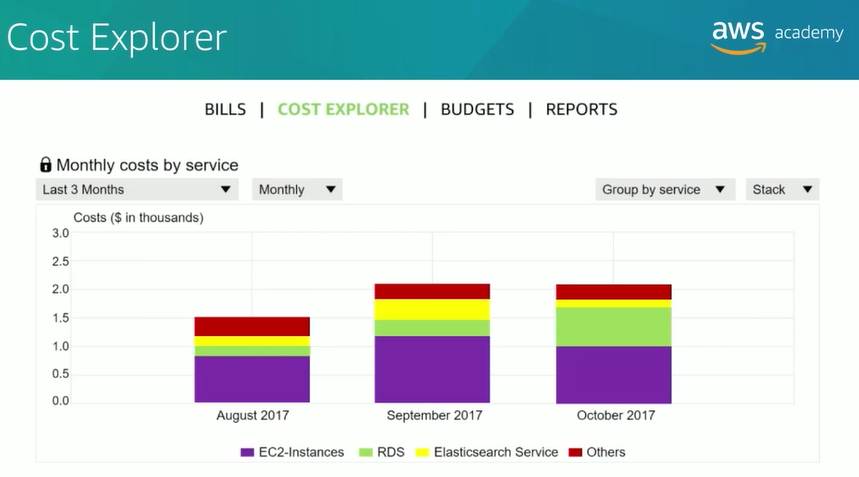 Cost Explorer
aws academy
BILLS | COST EXPLORER | BUDGETS | REPORTS
Monthly costs by service
Last 3 Months Monthly Group by service Stack
Costs ($ in thousands)
3.0
2.5
2.0
1.5
1.0
0.5
0.0
August 2017 September 2017 October 2017
EC2-Instances RDS Elasticsearch Service Others